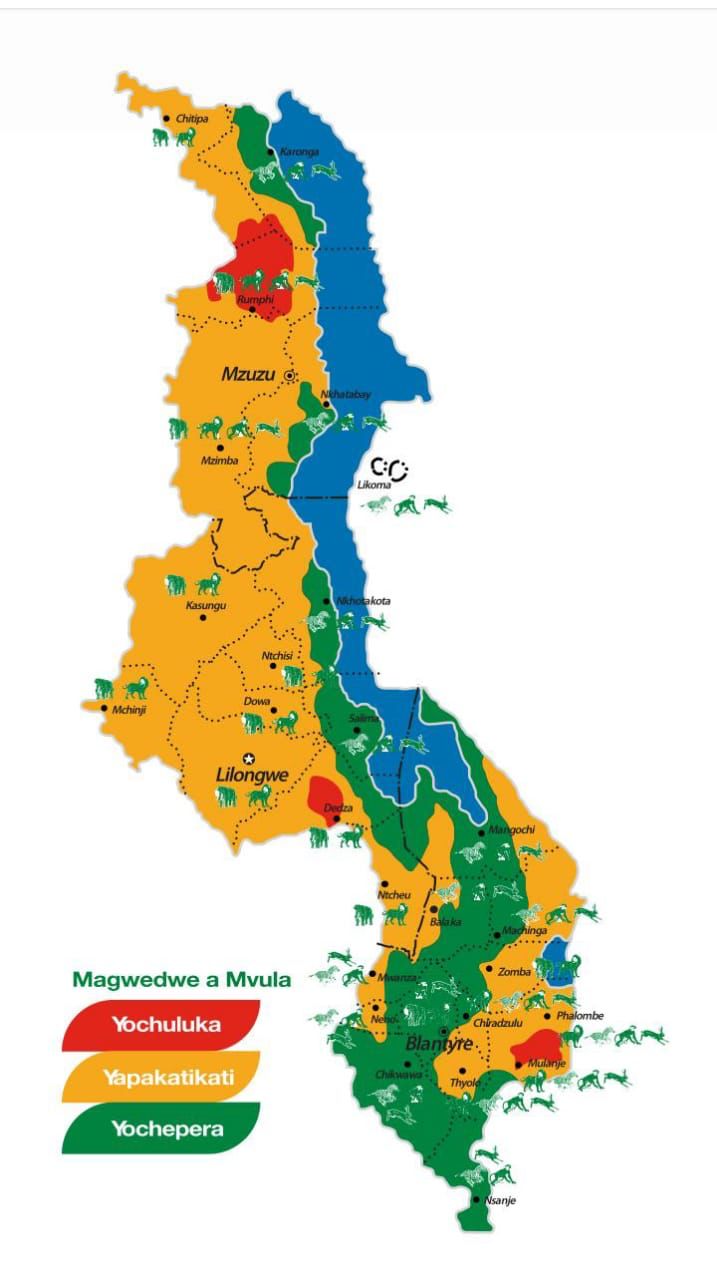 Chitipa
Karonga
Rumphi
Mzuzu
Nkhatabay
Mzimba
Likoma
Kasungu
Nkhotakota
Ntchisi
Mchinji
Dowa
Salima
Lilongwe
Dedza
Mangochi
Ntcheu
Balaka
Machinga
Mwanza
Zomba
Neno
Chiradzulu
Phalombe
Blantyre
Chikwawa
Thyolo
Mulanje
Nsanje
Magwedwe a Mvula
Yochuluka
Yapakatikati
Yochepera